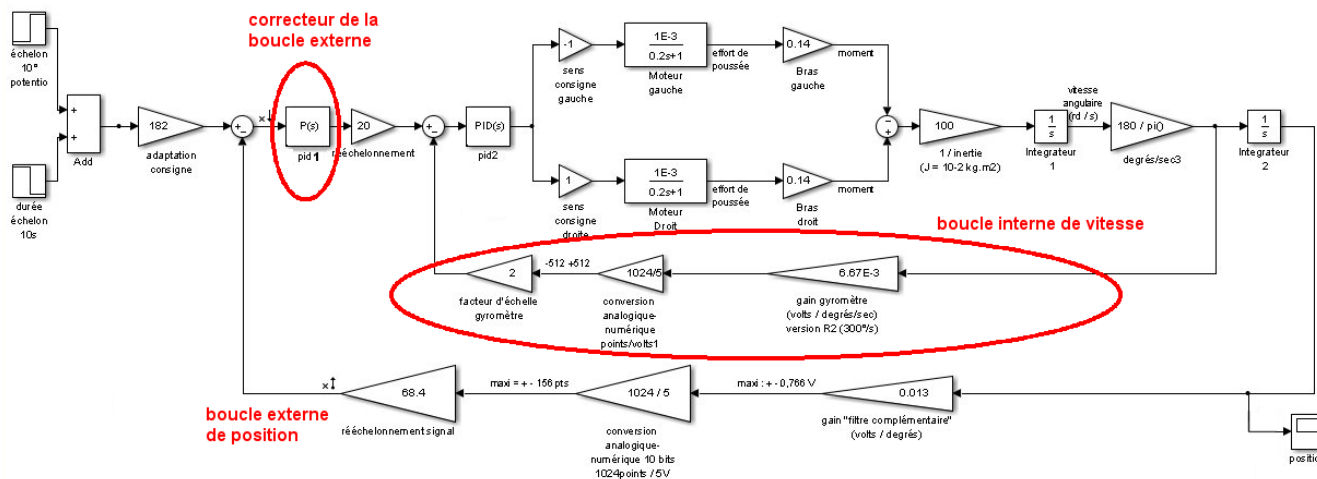 correcteur de la
boucle externe
échelon
10°
potentio
+
+
Add
durée
échelon
10s
182
adaptation
consigne
+
−
P(s)
pid1
20
rééchelonnement
+
−
PID(s)
pid2
-1
sens
consigne
gauche
1E-3
0.2s+1
Moteur
gauche
effort de
poussée
0.14
Bras
gauche
moment
1
sens
consigne
droite
1E-3
0.2s+1
Moteur
Droit
effort de
poussée
0.14
Bras
droit
moment
−
+
100
1 / inertie
(J = 10-2 kg.m2)
1
s
Integrateur
1
vitesse
angulaire
(rd / s)
180 / pi()
degrés/sec3
1
s
Integrateur
2
boucle interne de vitesse
2
facteur d'échelle
gyromètre
-512 +512
1024/5
conversion
analogique-
numérique
points/volts1
6.67E-3
gain gyromètre
(volts / degrés/sec)
version R2 (300°/s)
boucle externe
de position
68.4
rééchelonnement signal
maxi = + - 156 pts
1024 / 5
conversion
analogique-
numérique 10 bits
1024points / 5V
maxi : + - 0,766 V
0.013
gain "filtre complémentaire"
(volts / degrés)
position